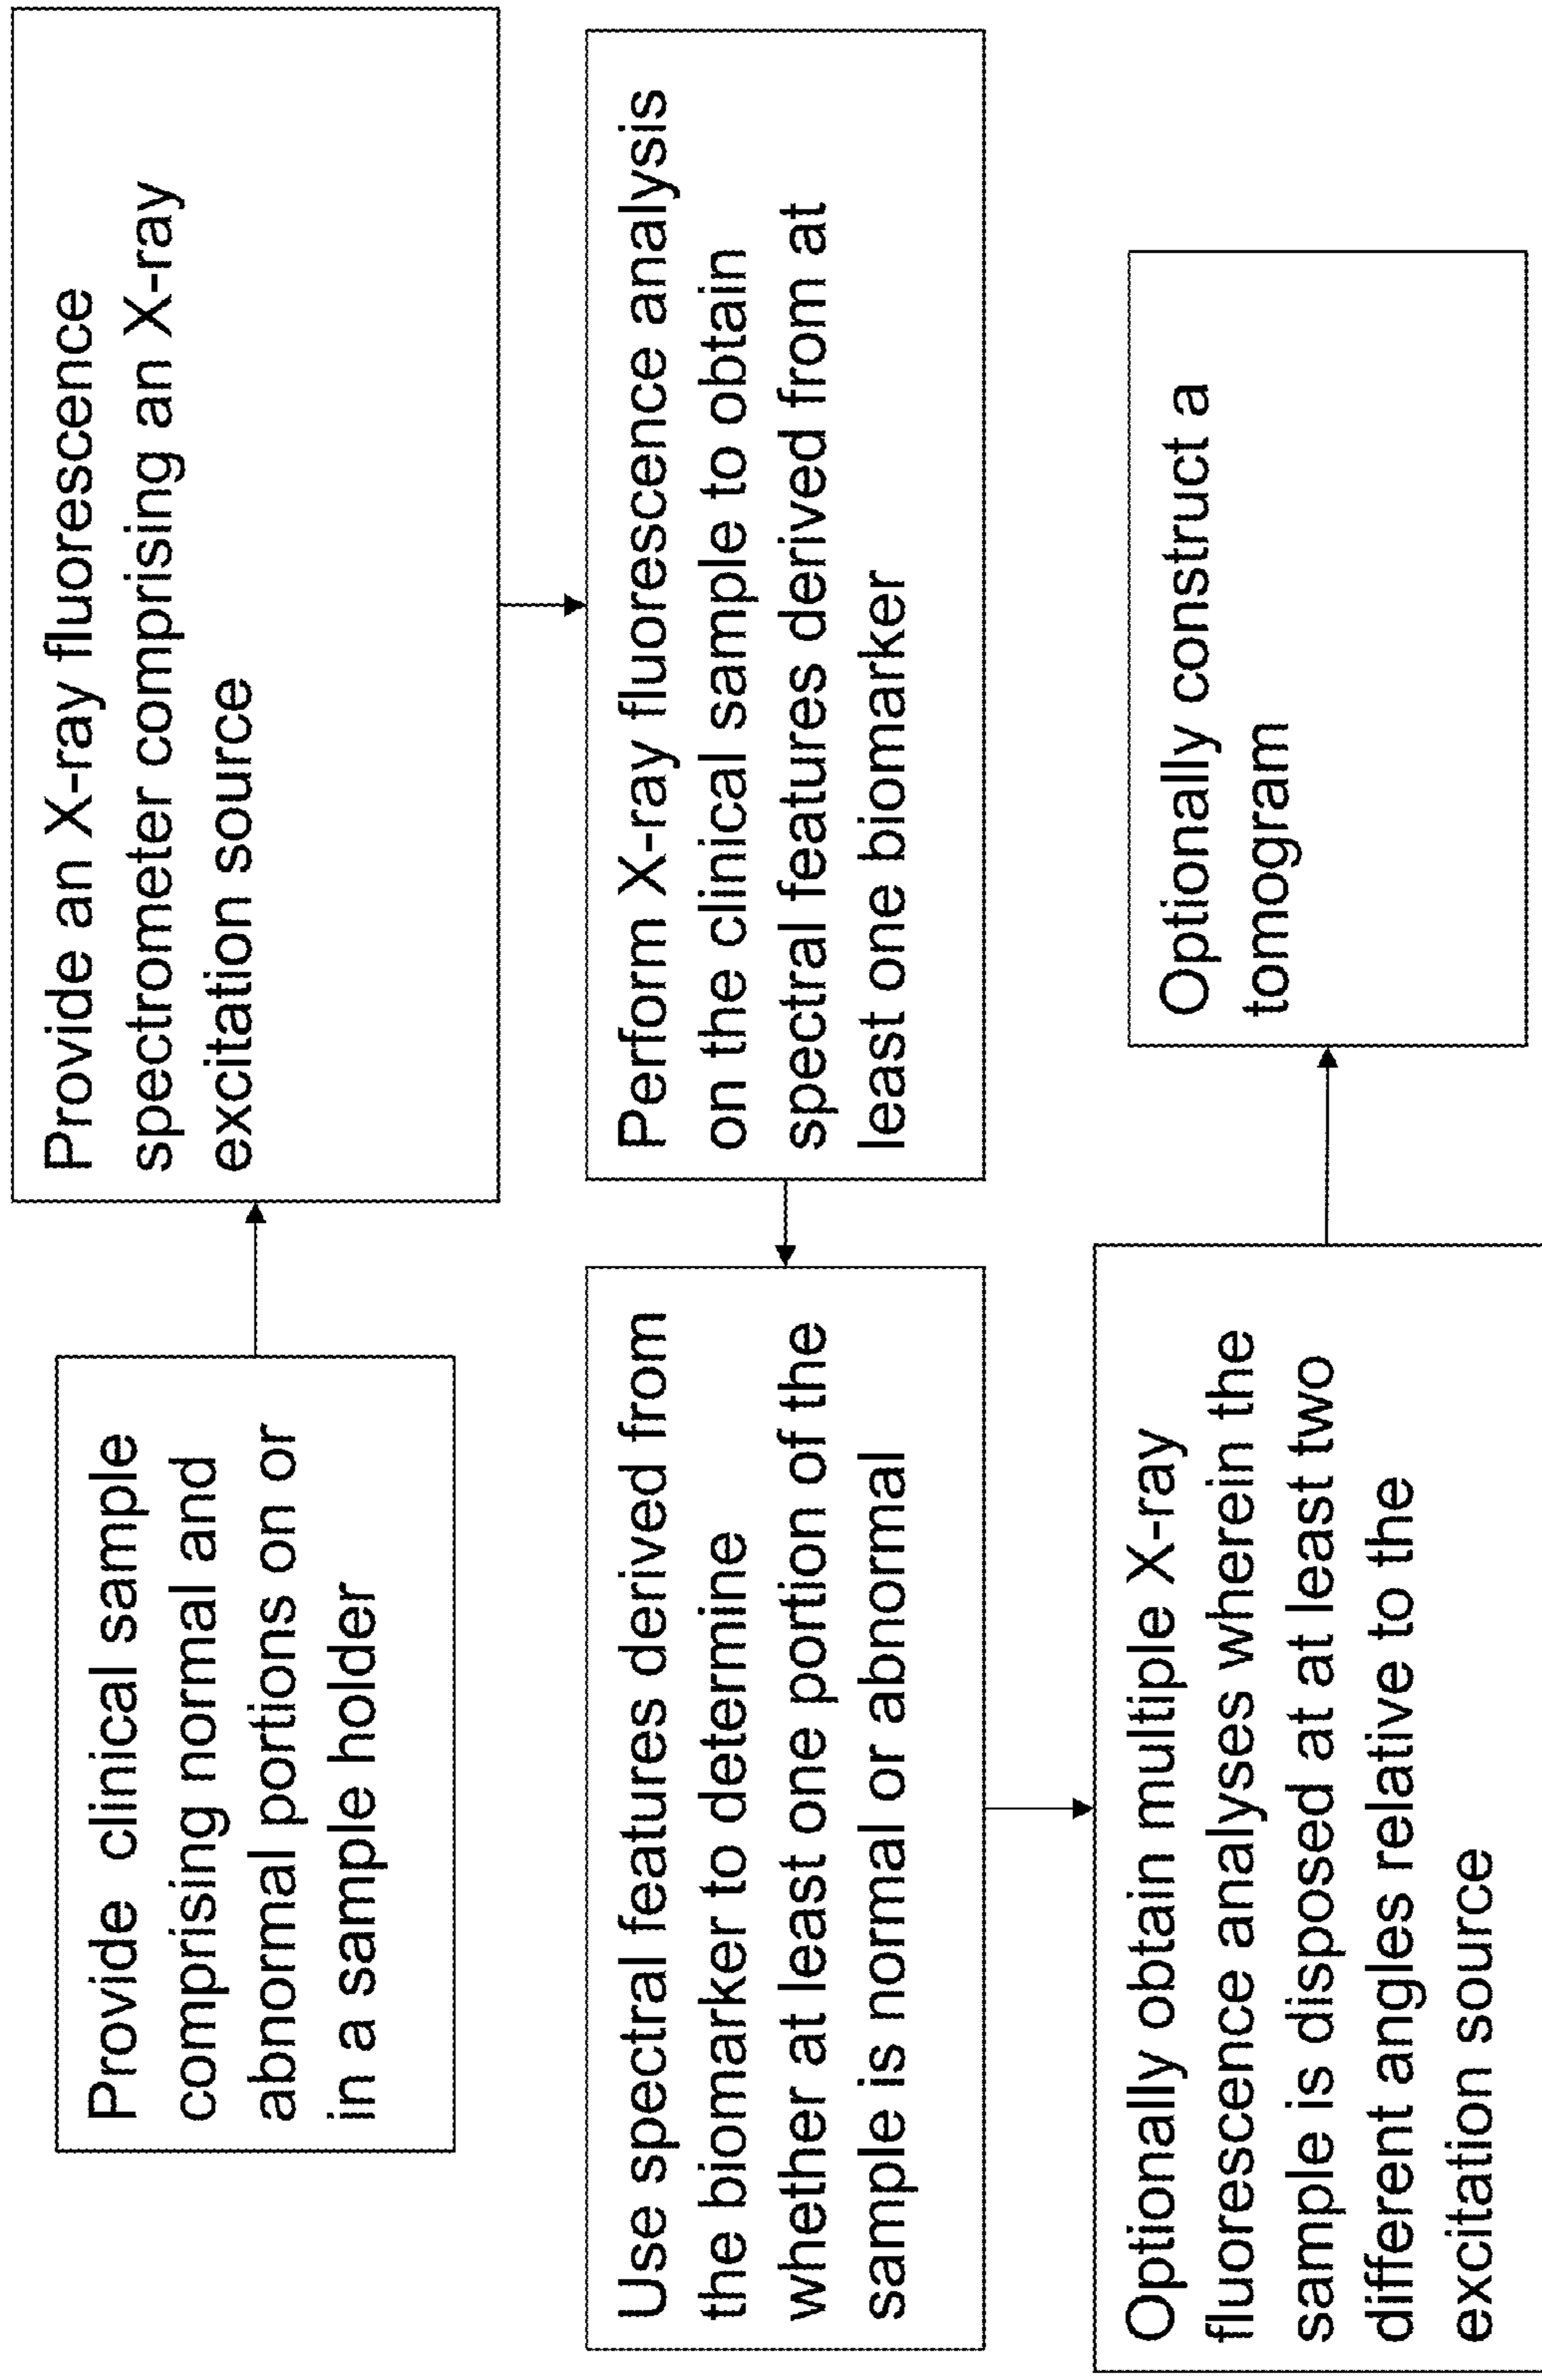 Provide clinical sample
comprising normal and
abnormal portions on or
in a sample holder
Provide an X-ray fluorescence
spectrometer comprising an X-ray
excitation source
Perform X-ray fluorescence analysis
on the clinical sample to obtain
spectral features derived from at
least one biomarker
Use spectral features derived from
the biomarker to determine
whether at least one portion of the
sample is normal or abnormal
Optionally obtain multiple X-ray
fluorescence analyses wherein the
sample is disposed at at least two
different angles relative to the
excitation source
Optionally construct a
tomogram